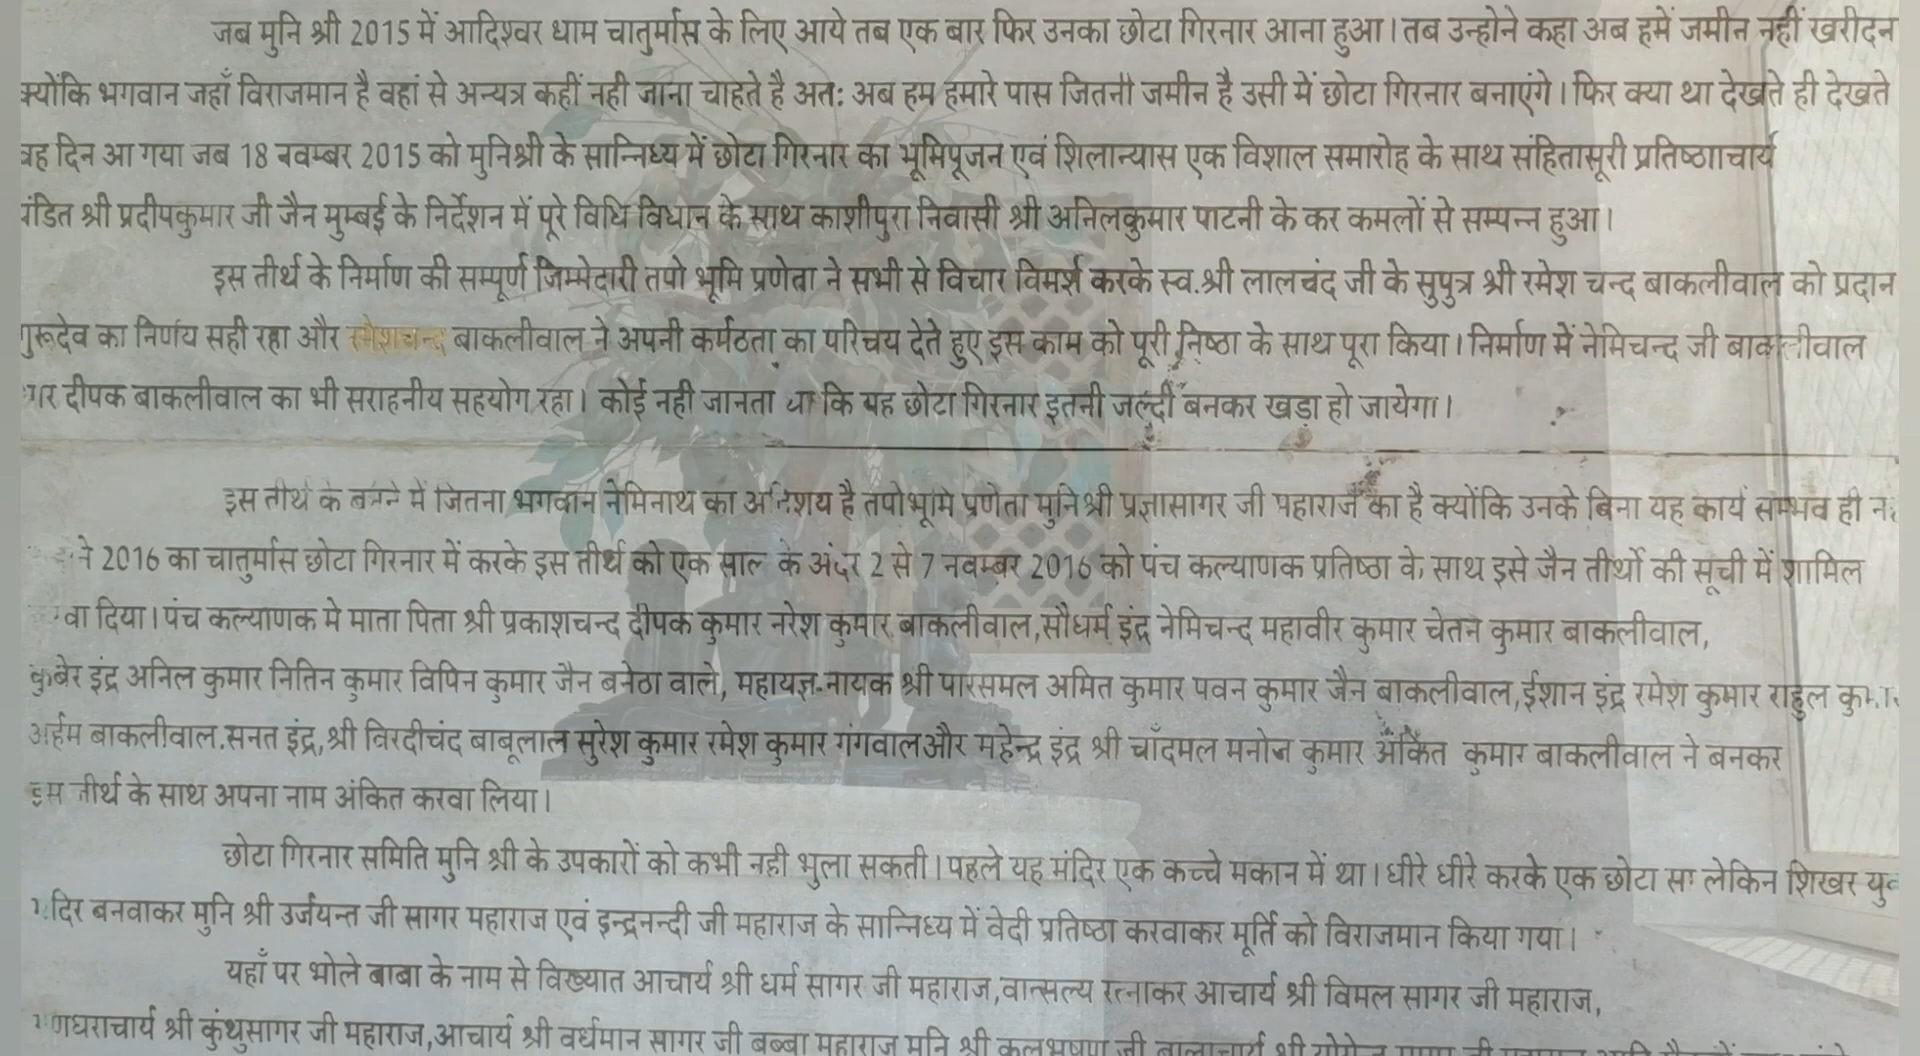 जब मुनि श्री 2015 में आदिश्वर धाम चातुर्मास के लिए आये तब एक बार फिर उनका छोटा गिरनार आना हुआ। तब उन्होने कहा अब हमें जमीन नहीं खरीदन
क्योंकि भगवान जहाँ विराजमान है वहां से अन्यत्र कहीं नही जाना चाहते है अतः अब हम हमारे पास जितनी जमीन है उसी में छोटा गिरनार बनाएंगे। फिर क्या था देखते ही देखते
वह दिन आ गया जब 18 नवम्बर 2015 को मुनिश्री के सान्निध्य में छोटा गिरनार का भूमिपूजन एवं शिलान्यास एक विशाल समारोह के साथ संहितासूरी प्रतिष्ठााचार्य
पंडित श्री प्रदीपकुमार जी जैन मुम्बई के निर्देशन में पूरे विधि विधान के साथ काशीपुरा निवासी श्री अनिलकुमार पाटनी के कर कमलों से सम्पन्न हुआ।
इस तीर्थ के निर्माण की सम्पूर्ण जिम्मेदारी तपो भूमि प्रणेता ने सभी से विचार विमर्श करके स्व.श्री लालचंद जी के सुपुत्र श्री रमेश चन्द बाकलीवाल को प्रदान
गुरूदेव का निर्णय सही रहा और रमेशचन्द बाकलीवाल ने अपनी कर्मठता का परिचय देते हुए इस काम को पूरी निष्ठा के साथ पूरा किया। निर्माण में नेमिचन्द जी बाकलीवाल
दीपक बाकलीवाल का भी सराहनीय सहयोग रहा। कोई नही जानता था कि यह छोटा गिरनार इतनी जल्दी बनकर खड़ा हो जायेगा।
इस तीर्थ के बनने में जितना भगवान नेमिनाथ का अतिशय है तपोभूमि प्रणेता मुनिश्री प्रज्ञासागर जी महाराज का है क्योंकि उनके बिना यह कार्य सम्भव ही
ने 2016 का चातुर्मास छोटा गिरनार में करके इस तीर्थ को एक साल के अंदर 2 से 7 नवम्बर 2016 को पंच कल्याणक प्रतिष्ठा के साथ इसे जैन तीर्थो की सूची में शामिल
दिया। पंच कल्याणक मे माता पिता श्री प्रकाशचन्द दीपक कुमार नरेश कुमार बाकलीवाल, सौधर्म इंद्र नेमिचन्द महावीर कुमार चेतन कुमार बाकलीवाल,
कुबेर इंद्र अनिल कुमार नितिन कुमार विपिन कुमार जैन बनेठा वाले, महायज्ञ-नायक श्री पारसमल अमित कुमार पवन कुमार जैन बाकलीवाल, ईशान इंद्र रमेश कुमार राहुल
अर्हम बाकलीवाल, सनत इंद्र, श्री विरदीचंद बाबूलाल सुरेश कुमार रमेश कुमार गंगवाल और महेन्द्र इंद्र श्री चाँदमल मनोज कुमार अंकित कुमार बाकलीवाल ने बनकर
इस तीर्थ के साथ अपना नाम अंकित करवा लिया।
छोटा गिरनार समिति मुनि श्री के उपकारों को कभी नही भुला सकती। पहले यह मंदिर एक कच्चे मकान में था। धीरे धीरे करके एक छोटा सा लेकिन शिखर
मंदिर बनवाकर मुनि श्री उर्जयन्त जी सागर महाराज एवं इन्द्रनन्दी जी महाराज के सान्निध्य में वेदी प्रतिष्ठा करवाकर मूर्ति को विराजमान किया गया।
यहाँ पर भोले बाबा के नाम से विख्यात आचार्य श्री धर्म सागर जी महाराज, वात्सल्य रत्नाकर आचार्य श्री विमल सागर जी महाराज,
गणधराचार्य श्री कुंथुसागर जी महाराज, आचार्य श्री वर्धमान सागर जी बब्बा महाराज मुनि श्री कुलभूषण जी